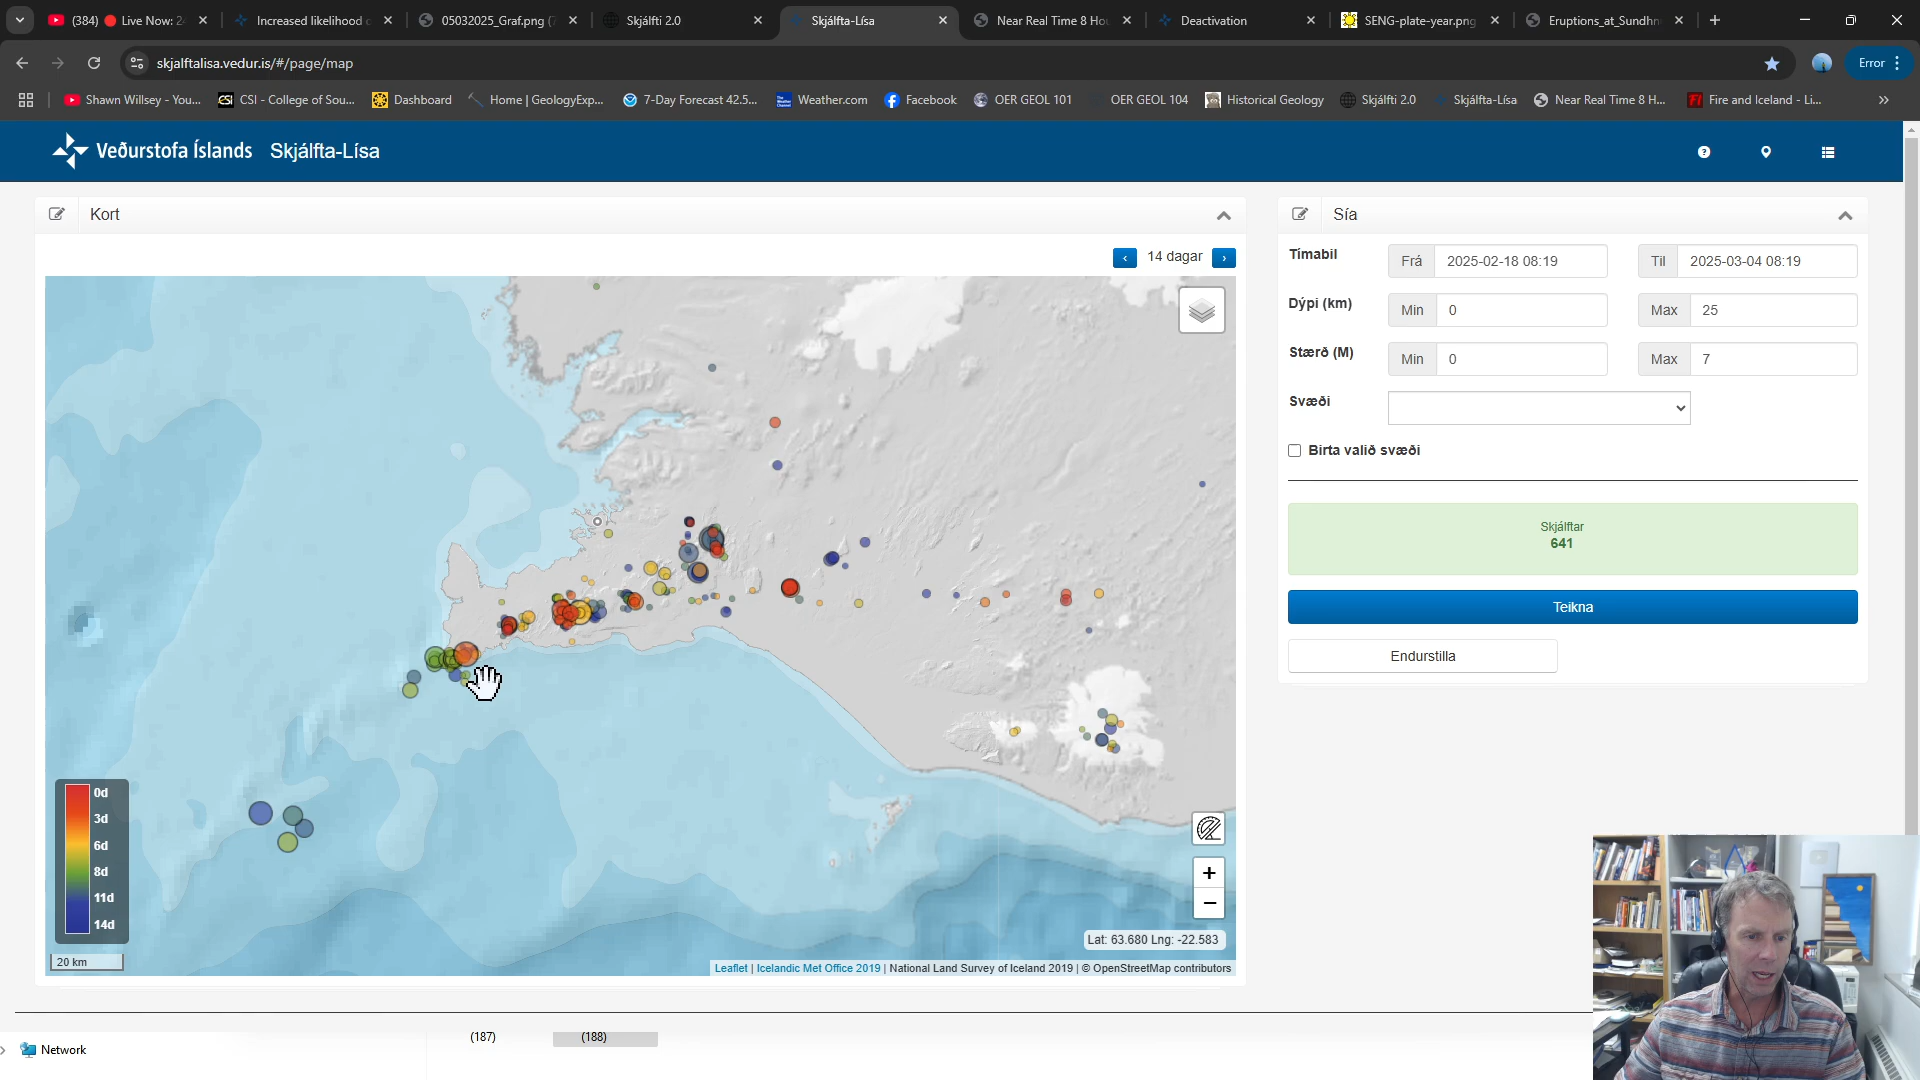 (384) Live Now: 2
Increased likelihood o
05032025_Graf.png (
Skjálfti 2.0
Skjálfta-Lísa
Near Real Time 8 Hou
Deactivation
SENG-plate-year.png
Eruptions_at_Sundhn
skjalftalisa.vedur.is/#/page/map
Error
Shawn Willsey - You...
CSI - College of Sou...
Dashboard
Home | GeologyExp...
7-Day Forecast 42.5...
Weather.com
Facebook
OER GEOL 101
OER GEOL 104
Historical Geology
Skjálfti 2.0
Skjálfta-Lísa
Near Real Time 8 H...
Fire and Iceland - Li...
Veðurstofa Íslands Skjálfta-Lísa
Kort
14 dagar
0d
3d
6d
8d
11d
14d
20 km
Lat: 63.680 Lng: -22.583
Leaflet | Icelandic Met Office 2019 | National Land Survey of Iceland 2019 | © OpenStreetMap contributors
Sía
Tímabil Frá 2025-02-18 08:19 Til 2025-03-04 08:19
Dýpi (km) Min 0 Max 25
Stærð (M) Min 0 Max 7
Svæði
Birta valið svæði
Skjálftar
641
Teikna
Endurstilla
Network
(187) (188)